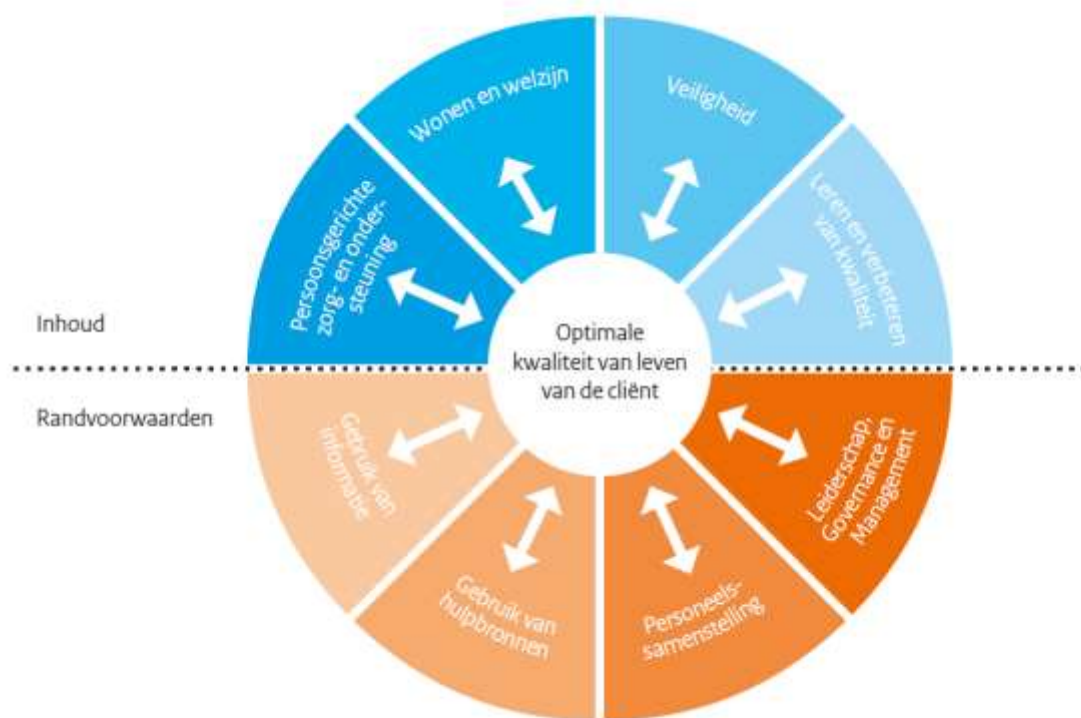 Wonen en welzijn
Veiligheid
Persoonsgerichte
zorg- en onder-
steuning
Leren en verbeteren
van kwaliteit
Inhoud
Optimale
kwaliteit van leven
van de cliënt
Randvoorwaarden
Gebruik van
informatie
Leiderschap,
Governance en
Management
Gebruik van
hulpbronnen
Personeels-
samenstelling